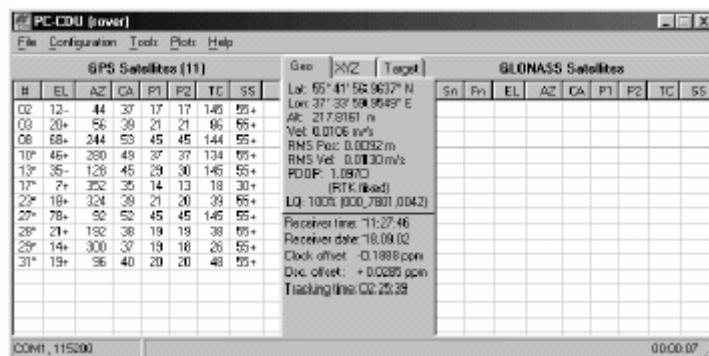 PC-CDU (rover)
File Configuration Tools Plots Help
GPS Satellites (11)
# EL AZ CA P1 P2 TC SS
02 12- 44 37 17 17 145 55+
03 20+ 56 39 21 21 86 55+
08 68+ 244 53 45 45 144 55+
10* 46+ 280 49 37 37 134 55+
13* 35- 128 45 29 30 145 55+
17* 7+ 352 35 14 13 18 30+
23* 18+ 324 39 21 20 39 55+
27* 78+ 92 52 45 45 145 55+
28* 21+ 192 38 19 19 38 55+
29* 14+ 300 37 19 18 26 55+
31* 19+ 96 40 20 20 48 55+
Geo XYZ Target
Lat: 55°41'56.9637" N
Lon: 37°33'59.9549" E
Alt: 217.8161 m
Vel: 0.0106 m/s
RMS Pos: 0.0092 m
RMS Vel: 0.0130 m/s
PDOP: 1.0970
(RTK fixed)
LQ: 100% (000,7801,0042)
Receiver time: 11:27:46
Receiver date: 18.09.02
Clock offset: -0.1888 ppm
Osc. offset: +0.0285 ppm
Tracking time: 02:25:39
GLONASS Satellites
Sn Fn EL AZ CA P1 P2 TC SS
COM1, 115200
00:00:07